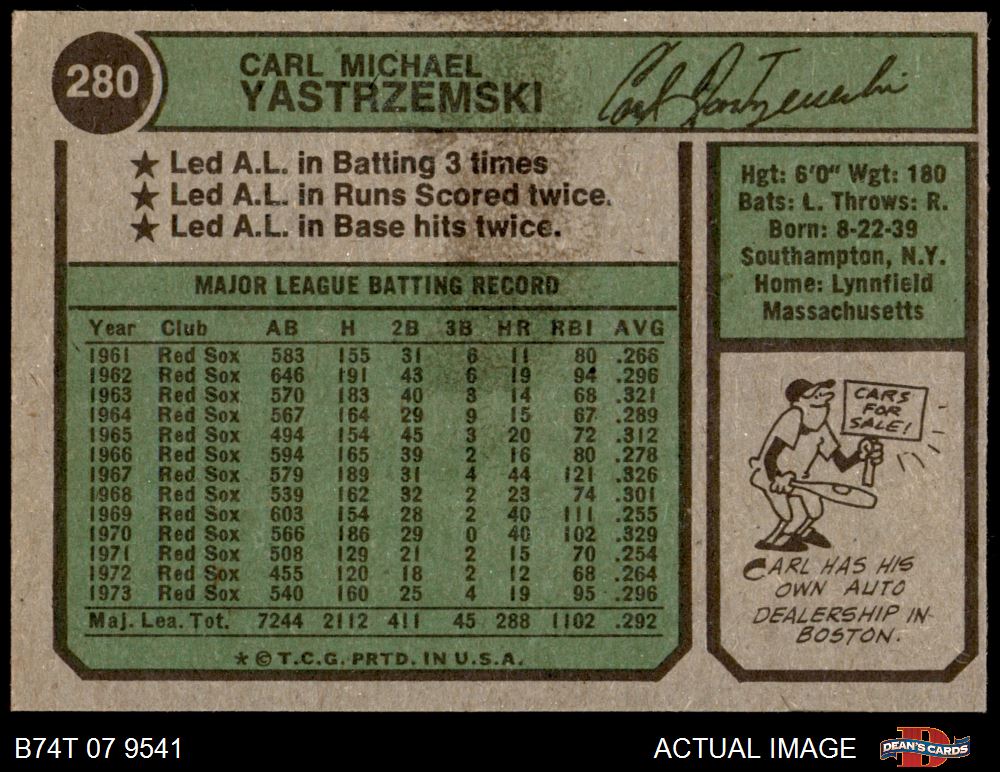 280
CARL MICHAEL
YASTRZEMSKI
Carl Yastrzemski
★ Led A.L. in Batting 3 times
★ Led A.L. in Runs Scored twice.
★ Led A.L. in Base hits twice.
Hgt: 6'0" Wgt: 180
Bats: L. Throws: R.
Born: 8-22-39
Southampton, N.Y.
Home: Lynnfield
Massachusetts
MAJOR LEAGUE BATTING RECORD
Year Club AB H 2B 3B HR RBI AVG
1961 Red Sox 583 155 31 6 11 80 .266
1962 Red Sox 646 191 43 6 19 94 .296
1963 Red Sox 570 183 40 3 14 68 .321
1964 Red Sox 567 164 29 9 15 67 .289
1965 Red Sox 494 154 45 3 20 72 .312
1966 Red Sox 594 165 39 2 16 80 .278
1967 Red Sox 579 189 31 4 44 121 .326
1968 Red Sox 539 162 32 2 23 74 .301
1969 Red Sox 603 154 28 2 40 111 .255
1970 Red Sox 566 186 29 0 40 102 .329
1971 Red Sox 508 129 21 2 15 70 .254
1972 Red Sox 455 120 18 2 12 68 .264
1973 Red Sox 540 160 25 4 19 95 .296
Maj. Lea. Tot. 7244 2112 411 45 288 1102 .292
★ © T.C.G. PRTD. IN U.S.A.
CARS
FOR
SALE!
CARL HAS HIS
OWN AUTO
DEALERSHIP IN
BOSTON.
B74T 07 9541
ACTUAL IMAGE
D
DEAN'S CARDS